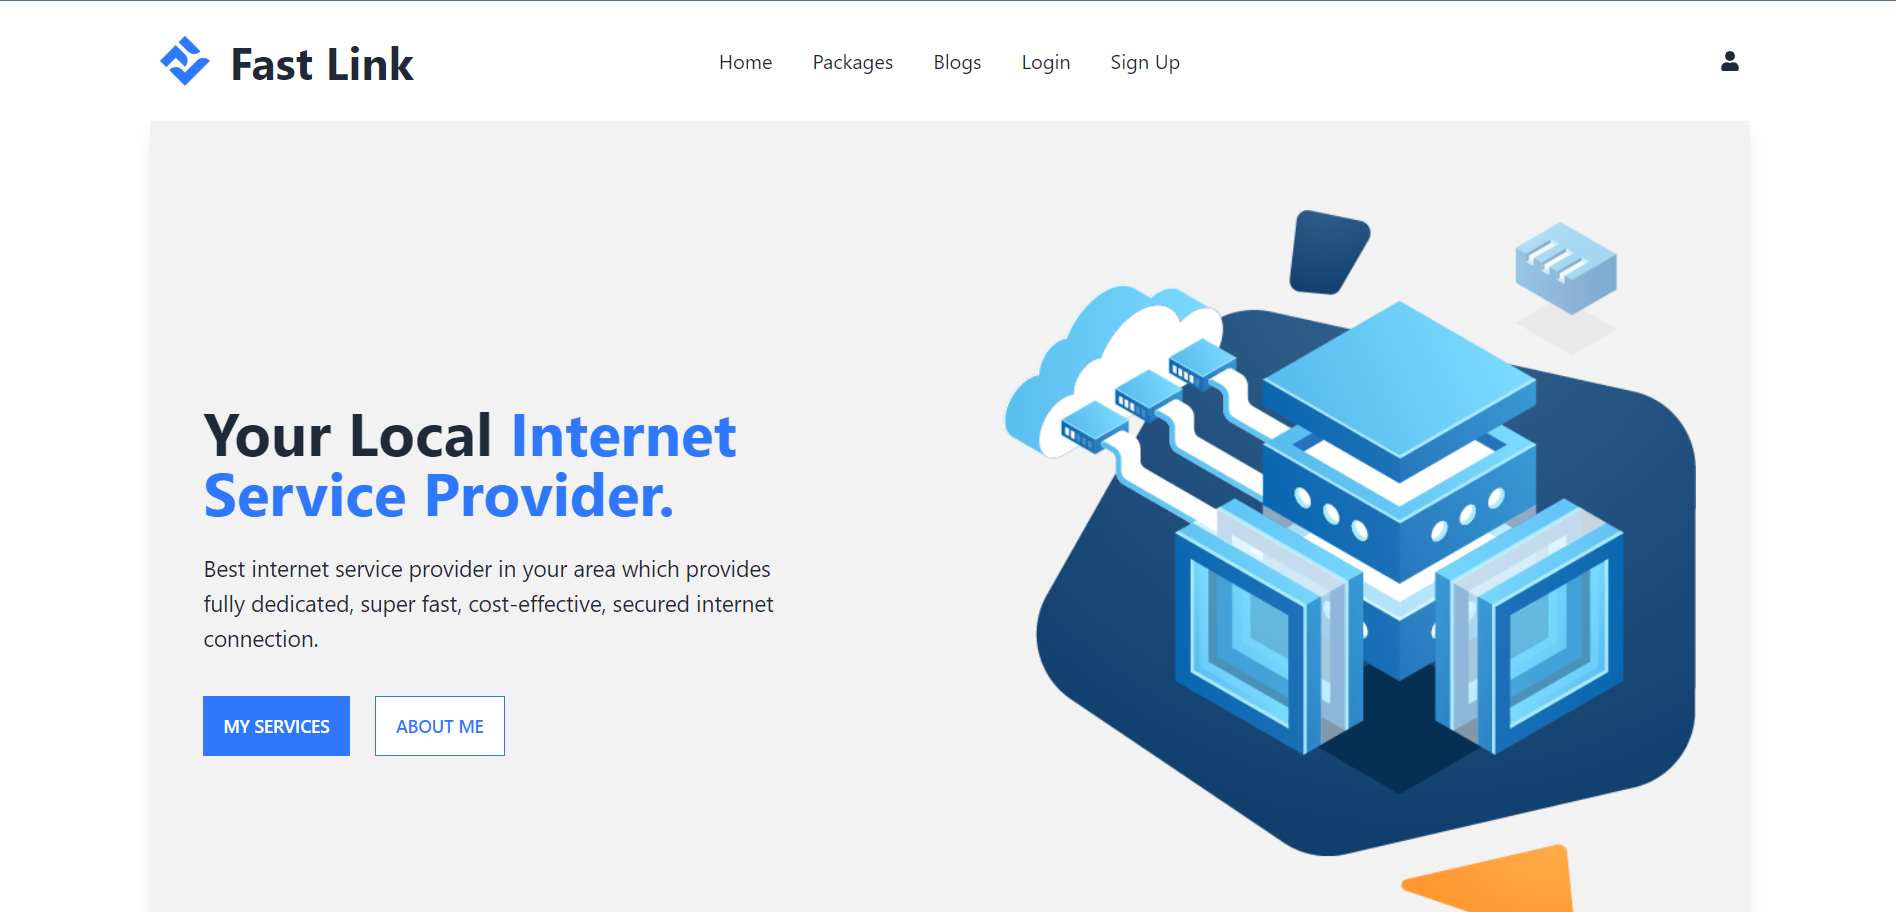 Fast Link
Home Packages Blogs Login Sign Up
Your Local Internet
Service Provider.
Best internet service provider in your area which provides
fully dedicated, super fast, cost-effective, secured internet
connection.
MY SERVICES ABOUT ME